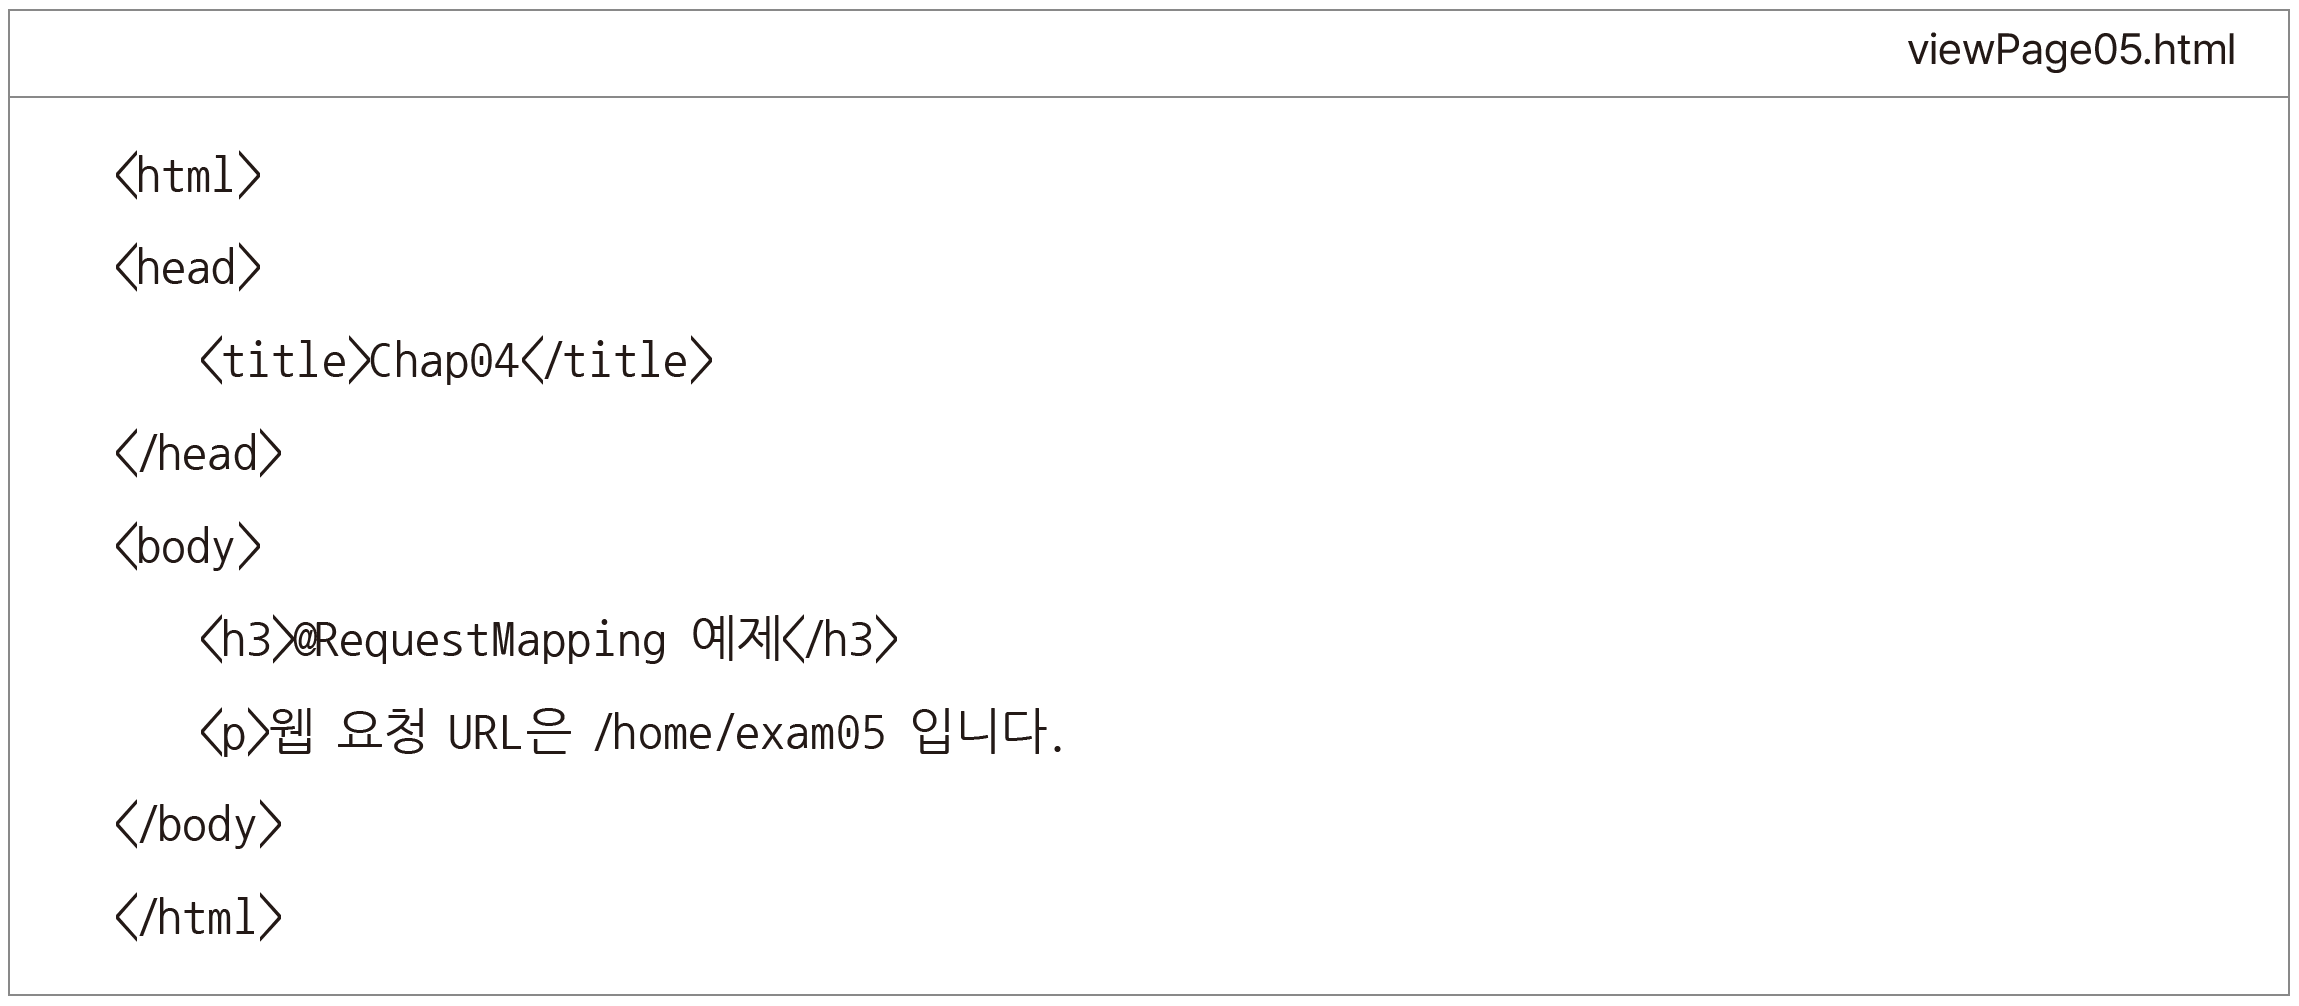 viewPage05.html
<html>
<head>
<title>Chap04</title>
</head>
<body>
<h3>@RequestMapping 예제</h3>
<p>웹 요청 URL은 /home/exam05 입니다.
</body>
</html>